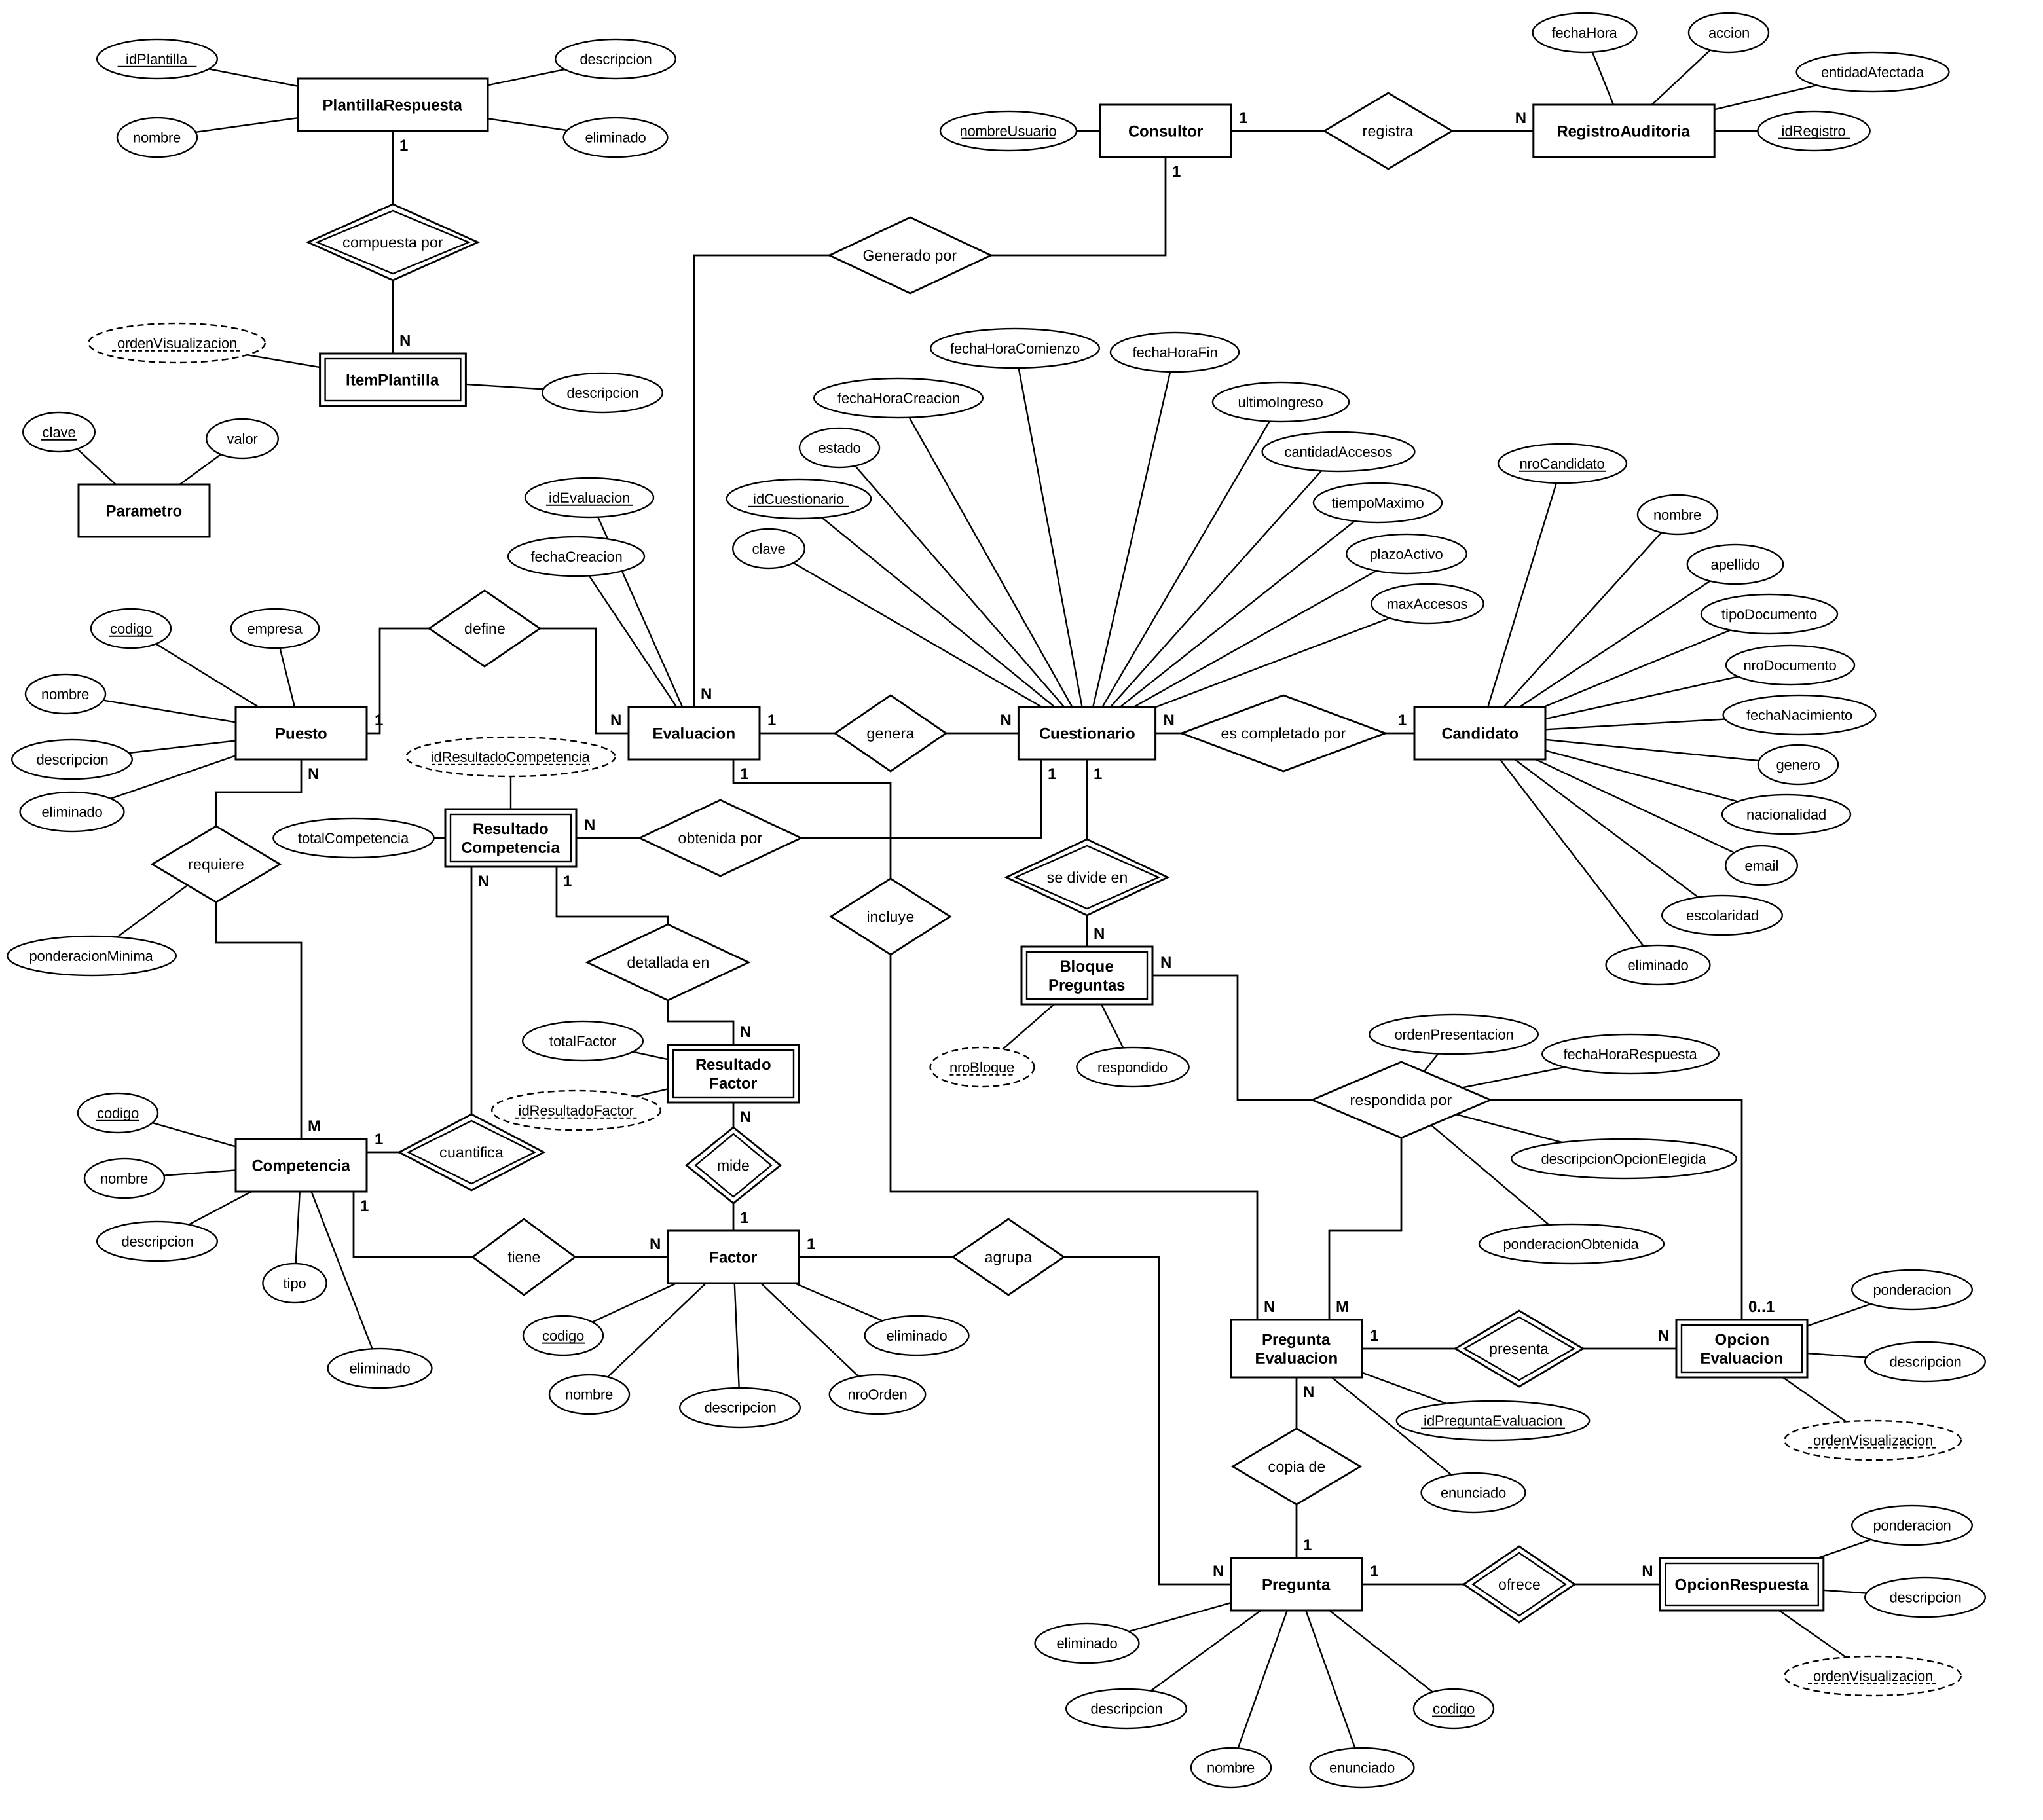 fechaHora
accion
idPlantilla
descripcion
entidadAfectada
PlantillaRespuesta
nombreUsuario
Consultor
1
registra
N
RegistroAuditoria
idRegistro
nombre
eliminado
1
1
compuesta por
Generado por
N
ordenVisualizacion
ItemPlantilla
descripcion
fechaHoraComienzo
fechaHoraFin
fechaHoraCreacion
ultimoIngreso
clave
valor
estado
cantidadAccesos
nroCandidato
Parametro
idEvaluacion
idCuestionario
tiempoMaximo
nombre
fechaCreacion
clave
plazoActivo
apellido
maxAccesos
tipoDocumento
codigo
empresa
define
nroDocumento
nombre
N
fechaNacimiento
1
N
1
N
N
1
Puesto
Evaluacion
genera
Cuestionario
es completado por
Candidato
descripcion
idResultadoCompetencia
genero
N
1
1
1
eliminado
nacionalidad
totalCompetencia
Resultado
Competencia
N
obtenida por
requiere
email
se divide en
N
1
escolaridad
incluye
ponderacionMinima
detallada en
N
Bloque
Preguntas
N
eliminado
totalFactor
N
ordenPresentacion
Resultado
Factor
nroBloque
respondido
fechaHoraRespuesta
codigo
idResultadoFactor
N
respondida por
M
1
Competencia
cuantifica
mide
descripcionOpcionElegida
nombre
1
1
descripcion
tiene
N
Factor
1
agrupa
ponderacionObtenida
tipo
N
M
0..1
ponderacion
codigo
eliminado
Pregunta
Evaluacion
1
presenta
N
Opcion
Evaluacion
descripcion
eliminado
nombre
descripcion
nroOrden
N
idPreguntaEvaluacion
ordenVisualizacion
copia de
enunciado
ponderacion
1
N
Pregunta
1
ofrece
N
OpcionRespuesta
descripcion
eliminado
ordenVisualizacion
descripcion
codigo
nombre
enunciado